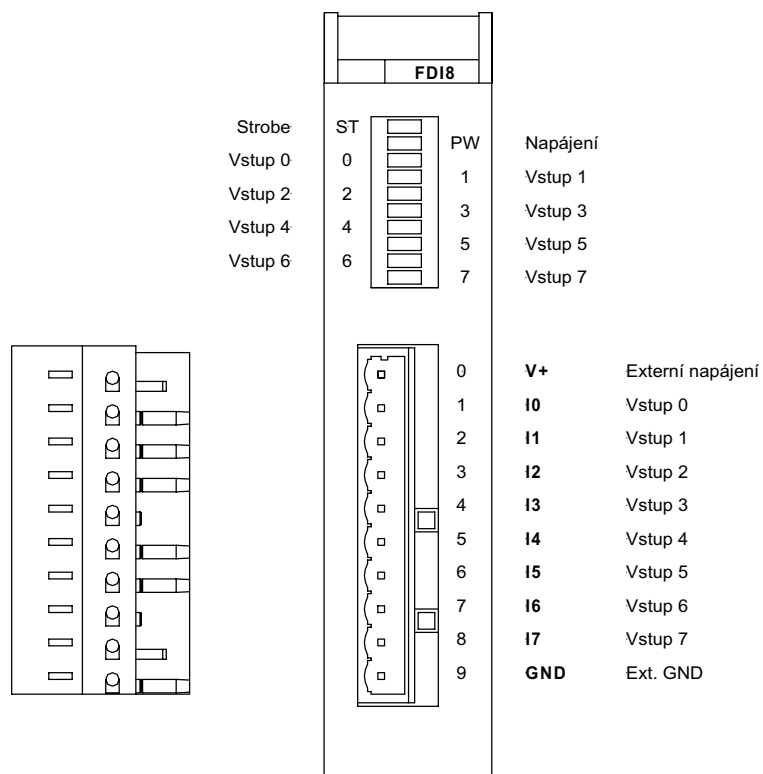 FDI8
Strobe ST
PW Napájení
Vstup 0 0
1 Vstup 1
Vstup 2 2
3 Vstup 3
Vstup 4 4
5 Vstup 5
Vstup 6 6
7 Vstup 7
0 V+ Externí napájení
1 I0 Vstup 0
2 I1 Vstup 1
3 I2 Vstup 2
4 I3 Vstup 3
5 I4 Vstup 4
6 I5 Vstup 5
7 I6 Vstup 6
8 I7 Vstup 7
9 GND Ext. GND